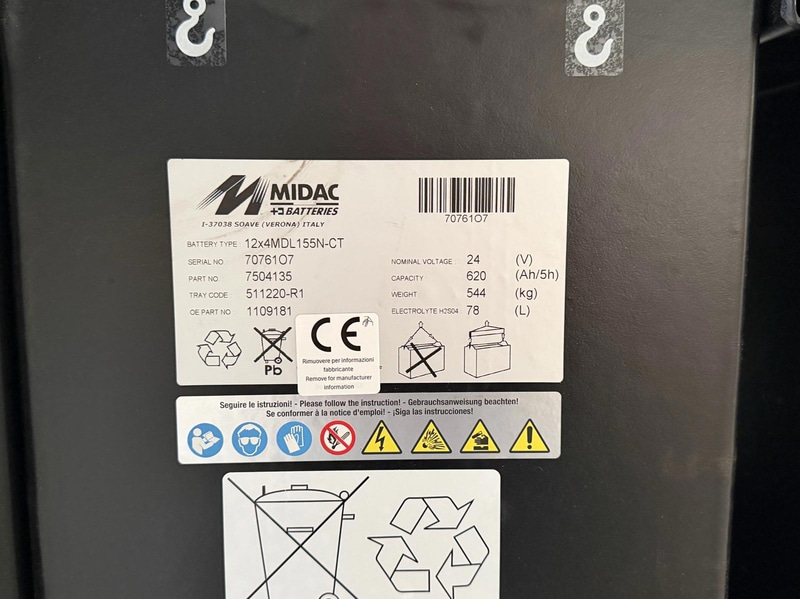 MIDAC
BATTERIES
I-37038 SOAVE (VERONA) ITALY
7076107
BATTERY TYPE 12x4MDL155N-CT
SERIAL NO 7076107
PART NO 7504135
TRAY CODE 511220-R1
OE PART NO 1109181
NOMINAL VOLTAGE : 24 (V)
CAPACITY : 620 (Ah/5h)
WEIGHT : 544 (kg)
ELECTROLYTE H2SO4 : 78 (L)
Pb
CE
Rimuovere per informazioni
fabbricante
Remove for manufacturer
information
Seguire le istruzioni! - Please follow the instruction! - Gebrauchsanweisung beachten!
Se conformer à la notice d'emploi! - ¡Siga las instrucciones!